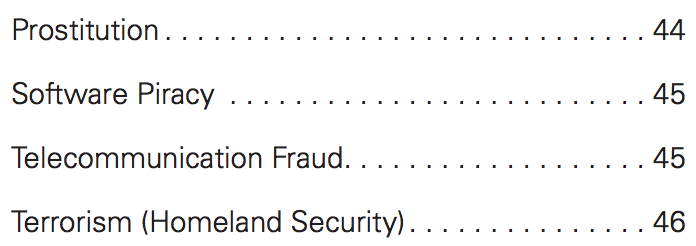 Prostitution . . . . . . . . . . . . . . . . . . . . . . . . . . . . . . 44
Software Piracy . . . . . . . . . . . . . . . . . . . . . . . . . . 45
Telecommunication Fraud. . . . . . . . . . . . . . . . . . . 45
Terrorism (Homeland Security). . . . . . . . . . . . . . . 46